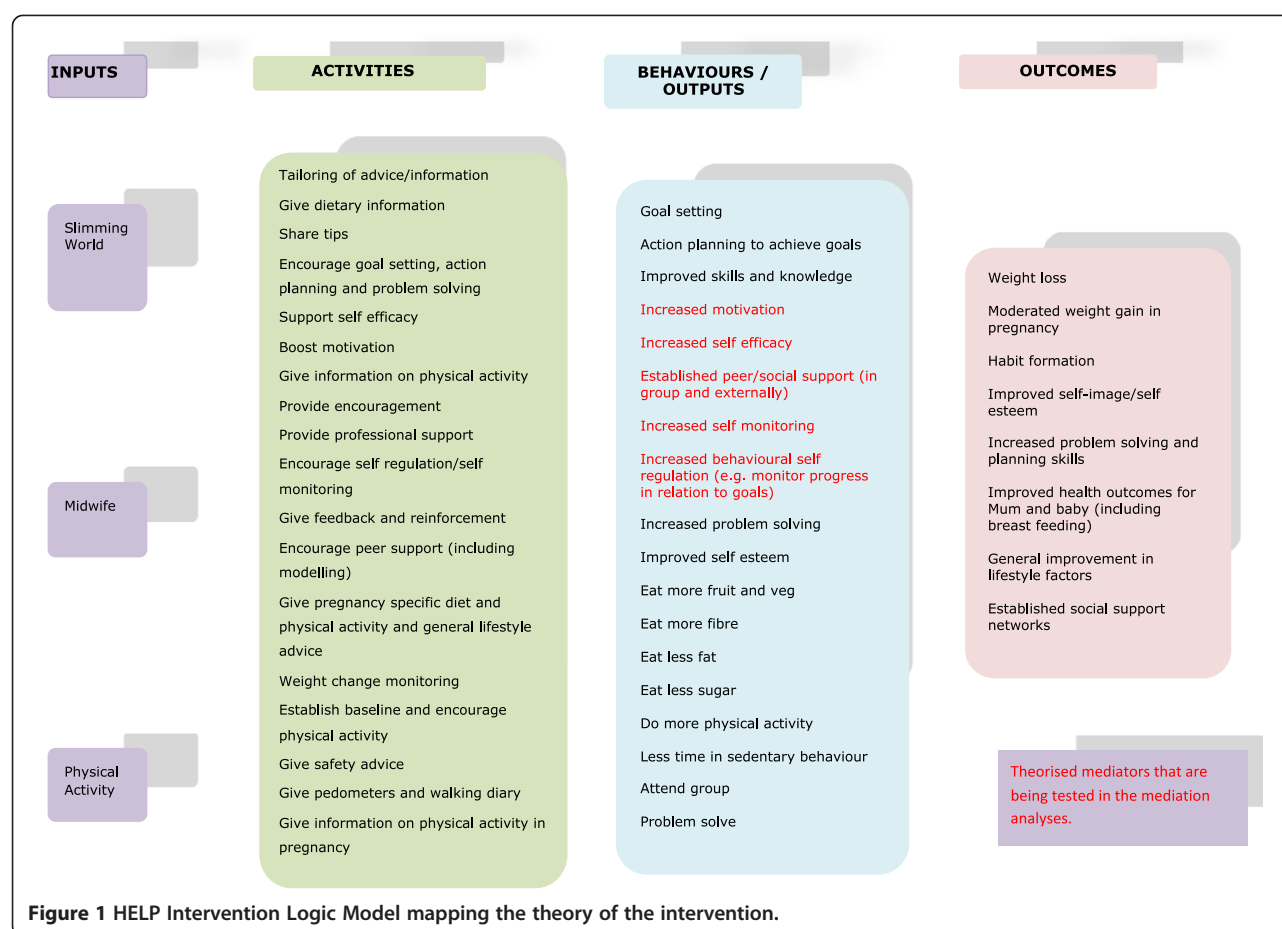 INPUTS
ACTIVITIES
BEHAVIOURS /
OUTPUTS
OUTCOMES
Slimming
World
Midwife
Physical
Activity
Tailoring of advice/information
Give dietary information
Share tips
Encourage goal setting, action
planning and problem solving
Support self efficacy
Boost motivation
Give information on physical activity
Provide encouragement
Provide professional support
Encourage self regulation/self
monitoring
Give feedback and reinforcement
Encourage peer support (including
modelling)
Give pregnancy specific diet and
physical activity and general lifestyle
advice
Weight change monitoring
Establish baseline and encourage
physical activity
Give safety advice
Give pedometers and walking diary
Give information on physical activity in
pregnancy
Goal setting
Action planning to achieve goals
Improved skills and knowledge
Increased motivation
Increased self efficacy
Established peer/social support (in
group and externally)
Increased self monitoring
Increased behavioural self
regulation (e.g. monitor progress
in relation to goals)
Increased problem solving
Improved self esteem
Eat more fruit and veg
Eat more fibre
Eat less fat
Eat less sugar
Do more physical activity
Less time in sedentary behaviour
Attend group
Problem solve
Weight loss
Moderated weight gain in
pregnancy
Habit formation
Improved self-image/self
esteem
Increased problem solving and
planning skills
Improved health outcomes for
Mum and baby (including
breast feeding)
General improvement in
lifestyle factors
Established social support
networks
Theorised mediators that are
being tested in the mediation
analyses.
Figure 1 HELP Intervention Logic Model mapping the theory of the intervention.